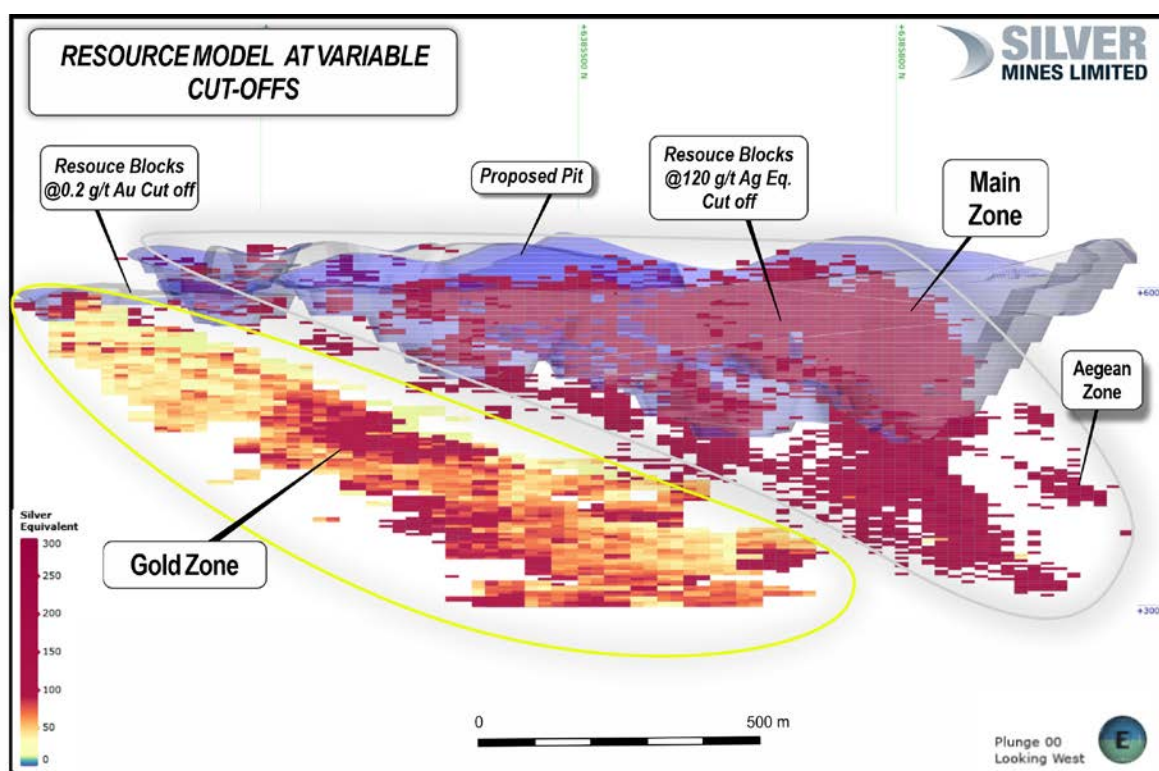 RESOURCE MODEL AT VARIABLE
CUT-OFFS
SILVER
MINES LIMITED
+6385500 N
+6385800 N
Resouce Blocks
@0.2 g/t Au Cut off
Proposed Pit
Resouce Blocks
@120 g/t Ag Eq.
Cut off
Main
Zone
+600
Aegean
Zone
Gold Zone
Silver
Equivalent
300
250
200
150
100
50
0
+300
0
500 m
Plunge 00
Looking West
E